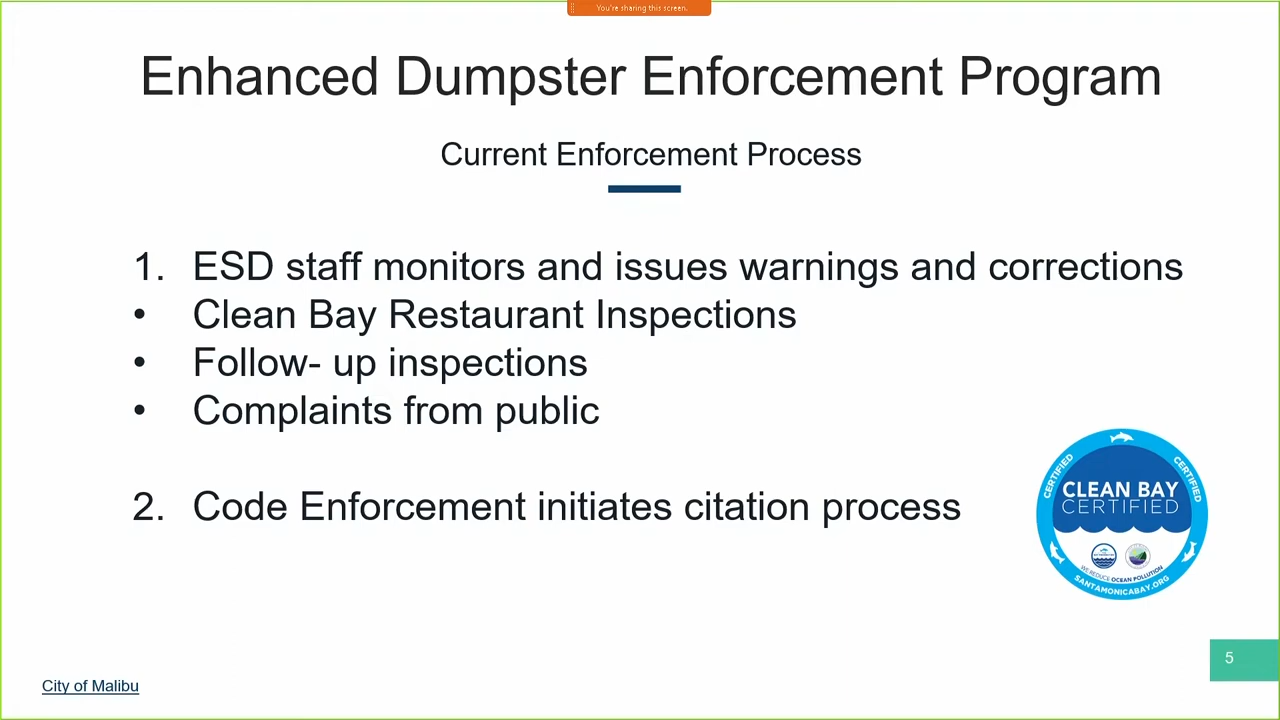 You're sharing this screen.
Enhanced Dumpster Enforcement Program
Current Enforcement Process
1. ESD staff monitors and issues warnings and corrections
• Clean Bay Restaurant Inspections
• Follow- up inspections
• Complaints from public
2. Code Enforcement initiates citation process
CERTIFIED
CERTIFIED
CLEAN BAY
CERTIFIED
WE REDUCE OCEAN POLLUTION
SANTAMONICABAY.ORG
5
City of Malibu